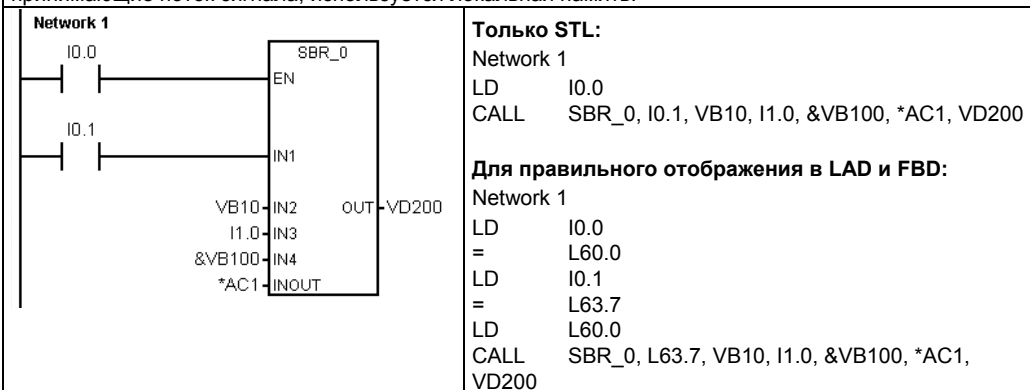 принимающие поток сигнала, используется локальная память.
Network 1
I0.0
SBR_0
EN
I0.1
IN1
VB10 IN2 OUT VD200
I1.0 IN3
&VB100 IN4
*AC1 INOUT
Только STL:
Network 1
LD I0.0
CALL SBR_0, I0.1, VB10, I1.0, &VB100, *AC1, VD200
Для правильного отображения в LAD и FBD:
Network 1
LD I0.0
= L60.0
LD I0.1
= L63.7
LD L60.0
CALL SBR_0, L63.7, VB10, I1.0, &VB100, *AC1,
VD200